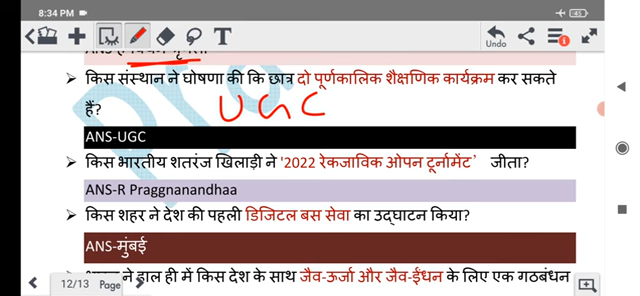 8:34 PM
45
Undo
किस संस्थान ने घोषणा की कि छात्र दो पूर्णकालिक शैक्षणिक कार्यक्रम कर सकते
हैं?
UGC
ANS-UGC
किस भारतीय शतरंज खिलाड़ी ने '2022 रेकजाविक ओपन टूर्नामेंट’ जीता?
ANS-R Praggnanandhaa
किस शहर ने देश की पहली डिजिटल बस सेवा का उद्घाटन किया?
ANS-मुंबई
ने हाल ही में किस देश के साथ जैव-ऊर्जा और जैव-ईंधन के लिए एक गठबंधन
12/13